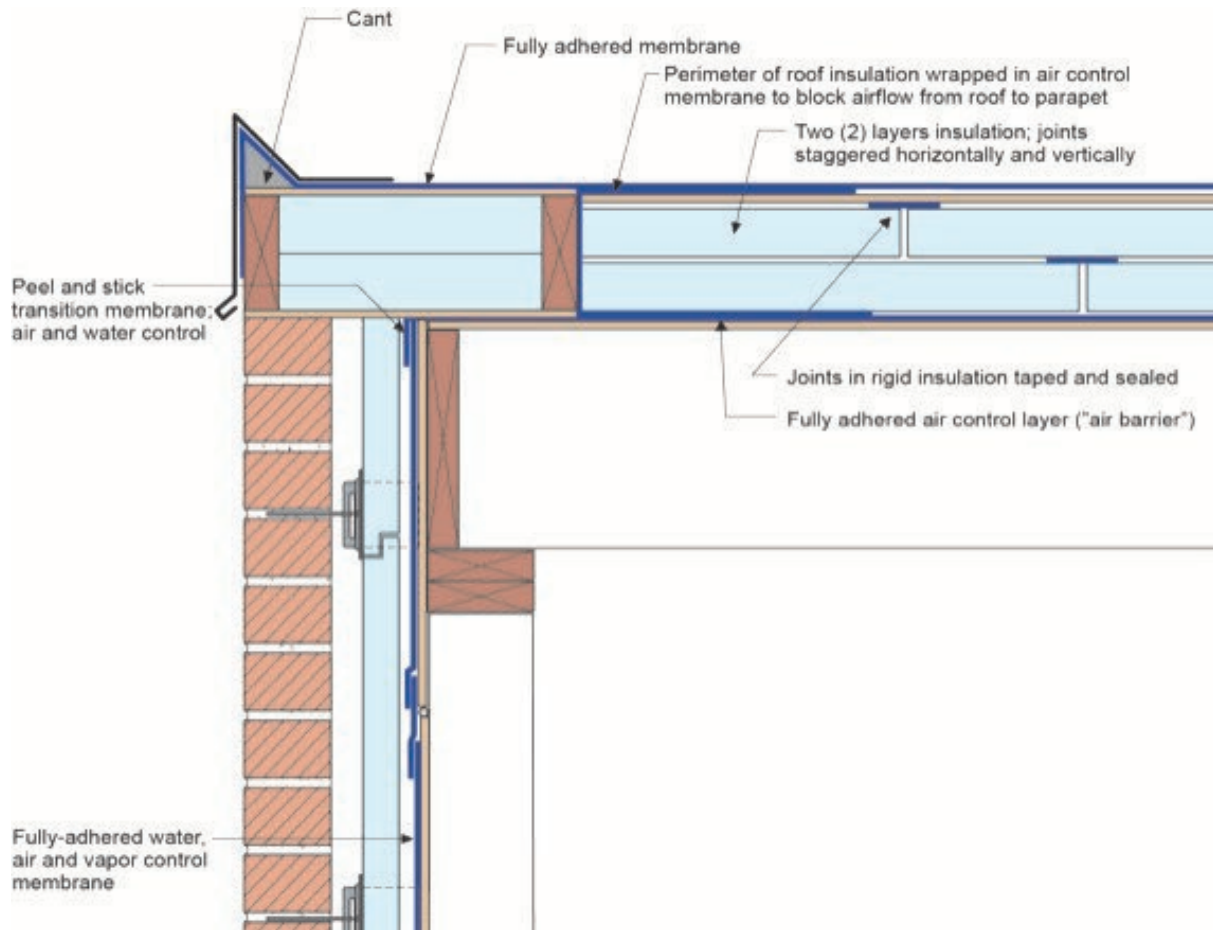 Cant
Fully adhered membrane
Perimeter of roof insulation wrapped in air control
membrane to block airflow from roof to parapet
Two (2) layers insulation; joints
staggered horizontally and vertically
Peel and stick
transition membrane;
air and water control
Joints in rigid insulation taped and sealed
Fully adhered air control layer ("air barrier")
Fully-adhered water,
air and vapor control
membrane